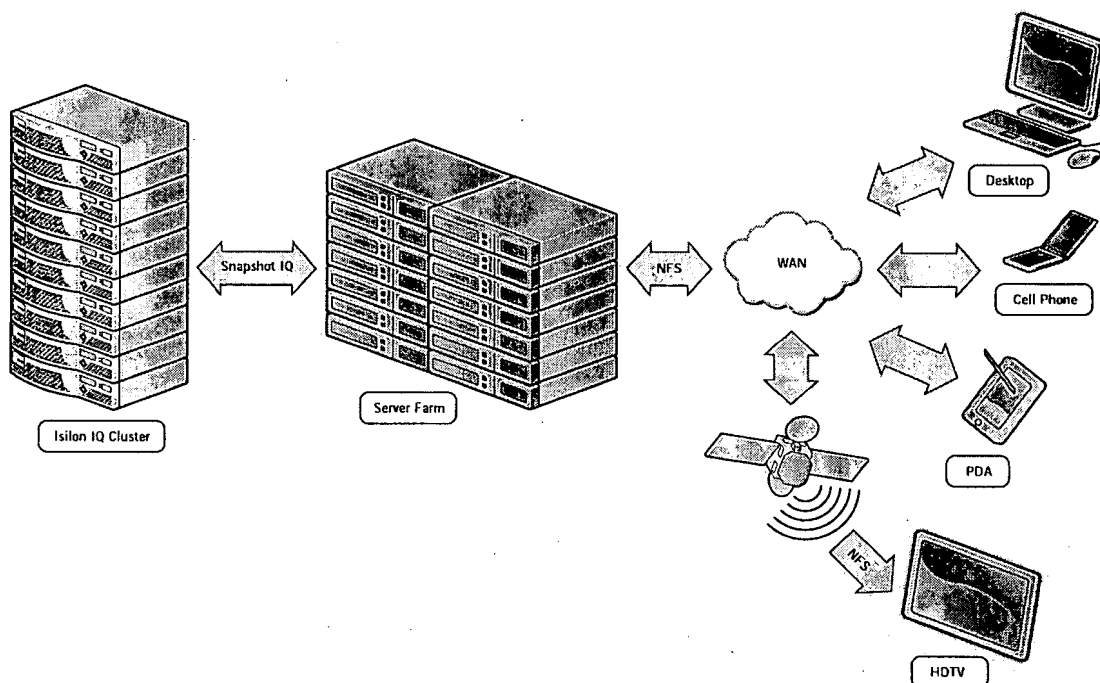 Desktop
Snapshot IQ
NFS
WAN
Cell Phone
Server Farm
Isilon IQ Cluster
PDA
NFS
HDTV